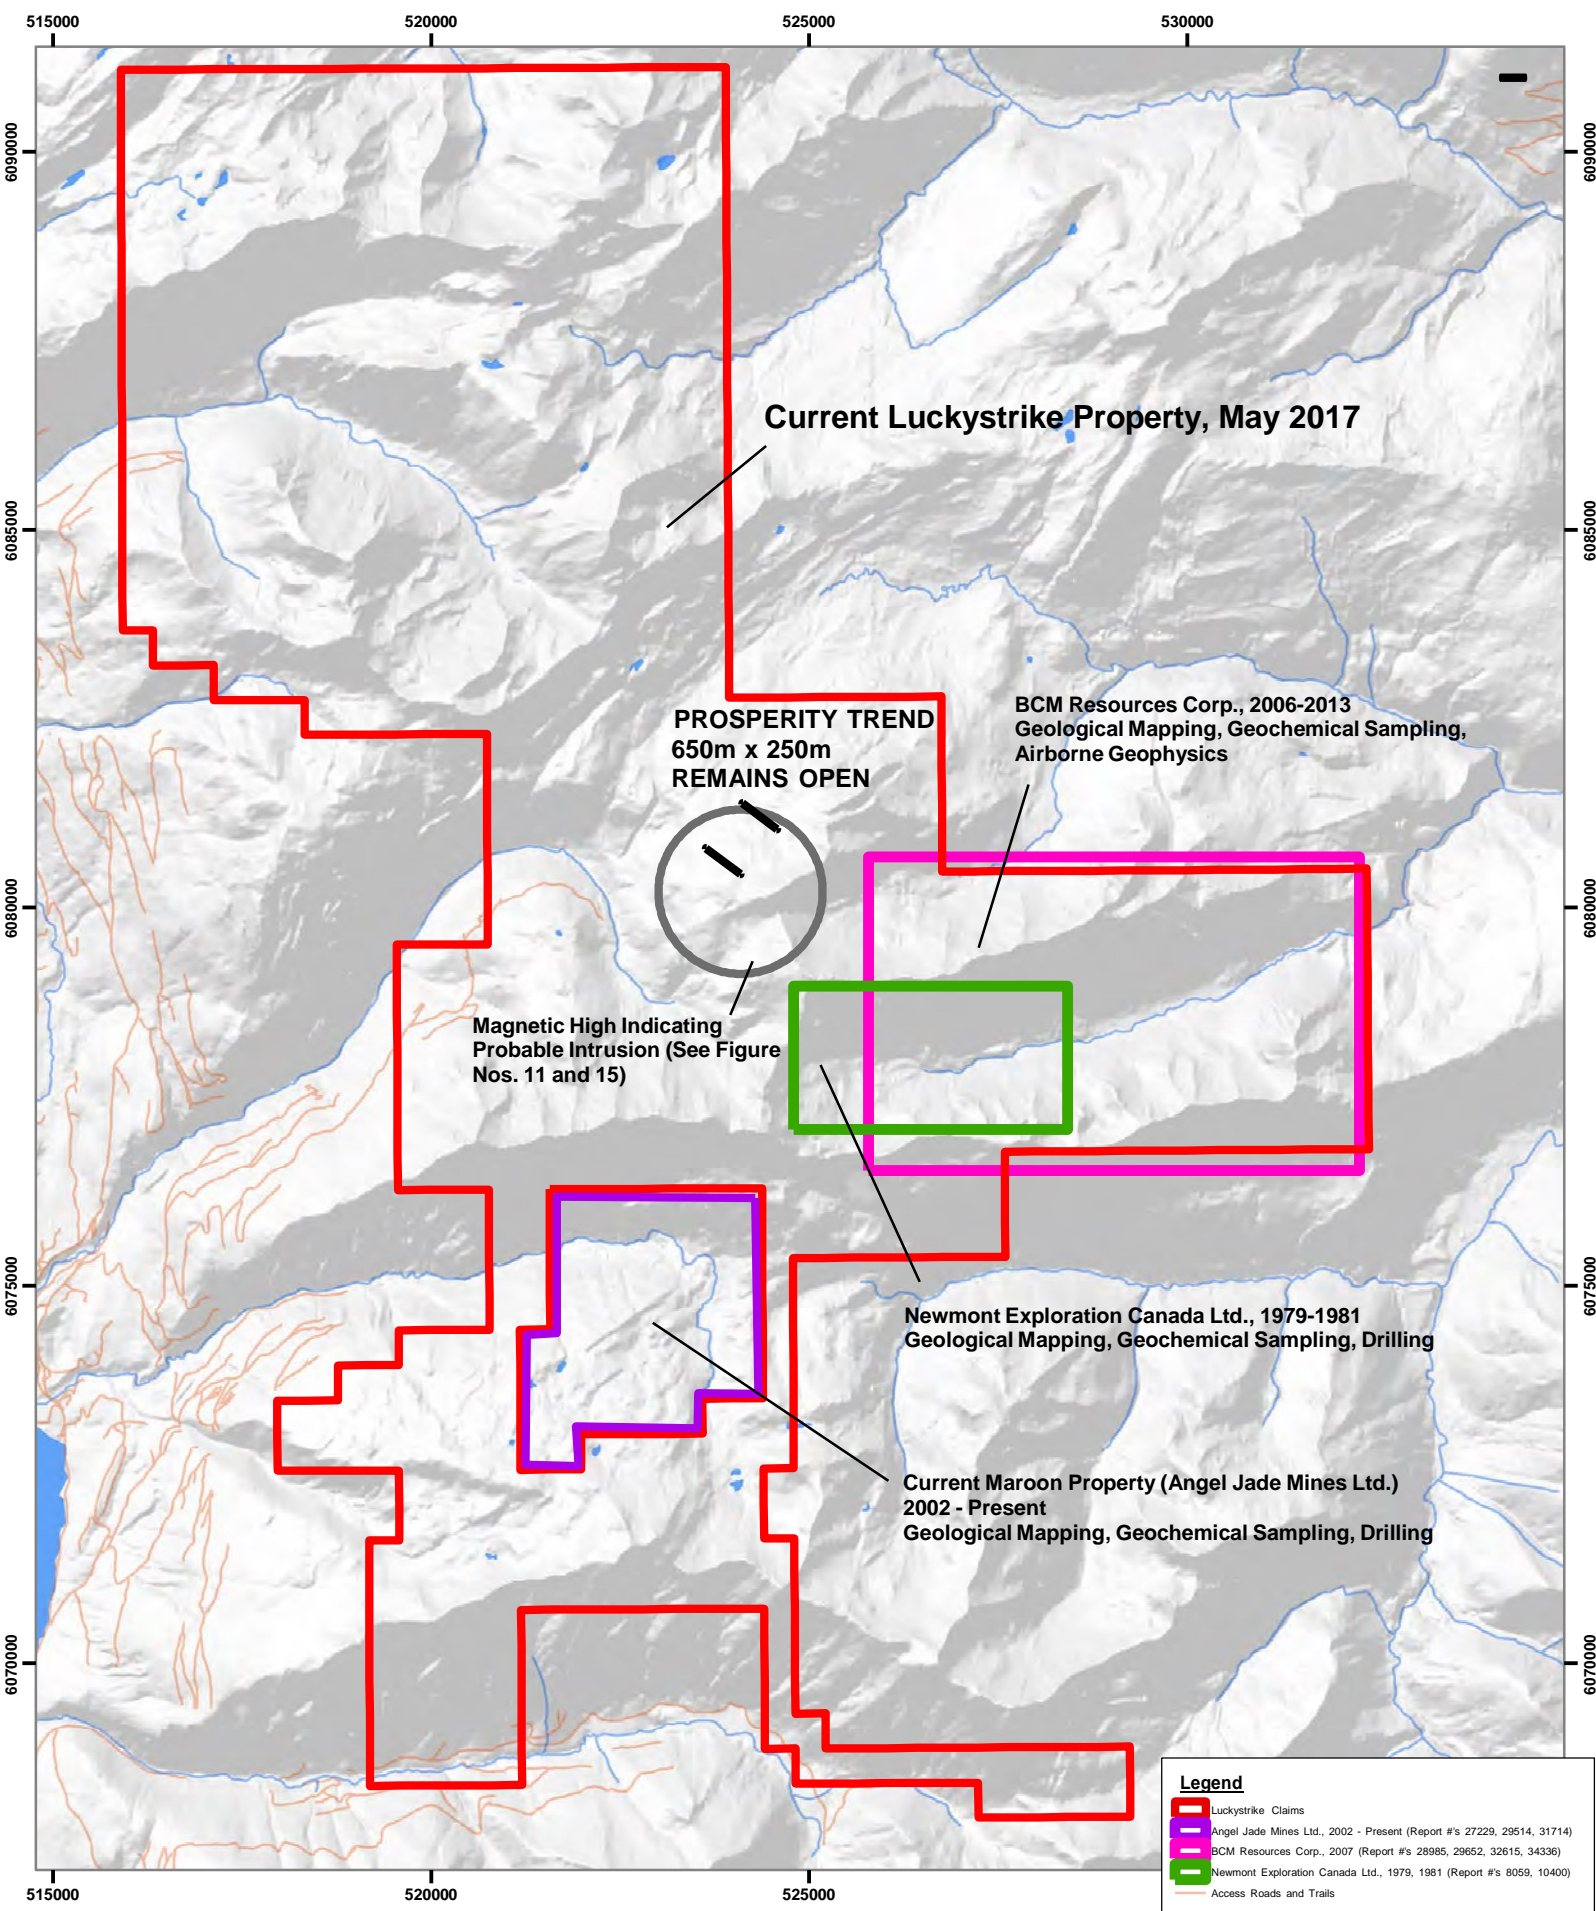 515000
520000
525000
530000
6090000
6090000
Current Luckystrike Property, May 2017
6085000
6085000
BCM Resources Corp., 2006-2013
Geological Mapping, Geochemical Sampling,
Airborne Geophysics
PROSPERITY TREND
650m x 250m
REMAINS OPEN
6080000
6080000
Magnetic High Indicating
Probable Intrusion (See Figure
Nos. 11 and 15)
6075000
6075000
Newmont Exploration Canada Ltd., 1979-1981
Geological Mapping, Geochemical Sampling, Drilling
Current Maroon Property (Angel Jade Mines Ltd.)
2002 - Present
Geological Mapping, Geochemical Sampling, Drilling
6070000
6070000
Legend
Luckystrike Claims
Angel Jade Mines Ltd., 2002 - Present (Report #'s 27229, 29514, 31714)
BCM Resources Corp., 2007 (Report #'s 28985, 29652, 32615, 34336)
Newmont Exploration Canada Ltd., 1979, 1981 (Report #'s 8059, 10400)
Access Roads and Trails
515000
520000
525000